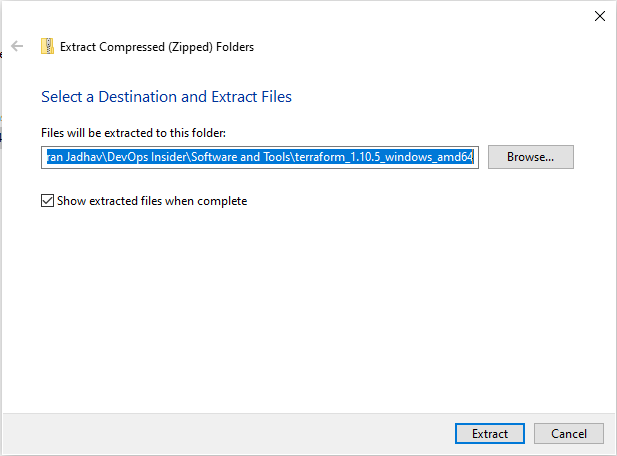 Extract Compressed (Zipped) Folders
Select a Destination and Extract Files
Files will be extracted to this folder:
ran Jadhav\DevOps Insider\Software and Tools\terraform_1.10.5_windows_amd64
Browse...
Show extracted files when complete
Extract
Cancel